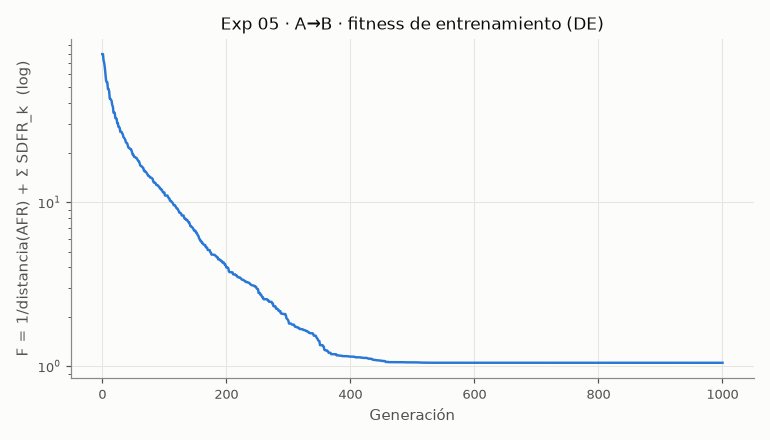 Exp 05 · A→B · fitness de entrenamiento (DE)
F = 1/distancia(AFR) + Σ SDFR_k (log)
10¹
10⁰
0 200 400 600 800 1000
Generación